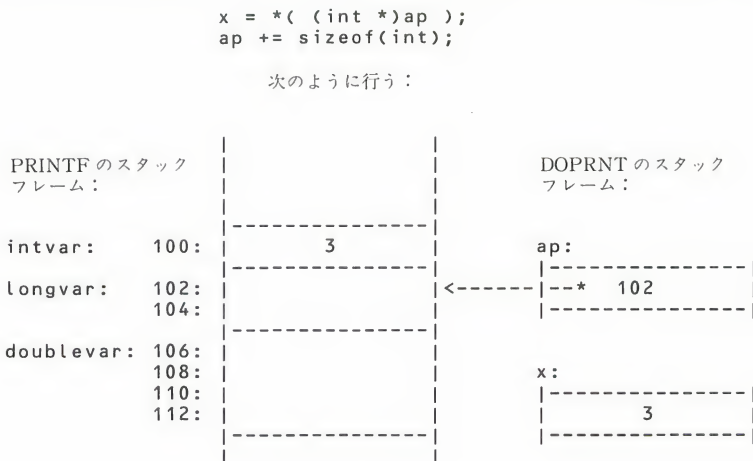 x = *( (int *)ap );
ap += sizeof(int);
次のように行う：
PRINTF のスタック
フレーム：
DOPRNT のスタック
フレーム：
intvar: 100: 3
ap:
longvar: 102:
<------ --* 102
104:
doublevar: 106:
108:
x:
110:
112:
3